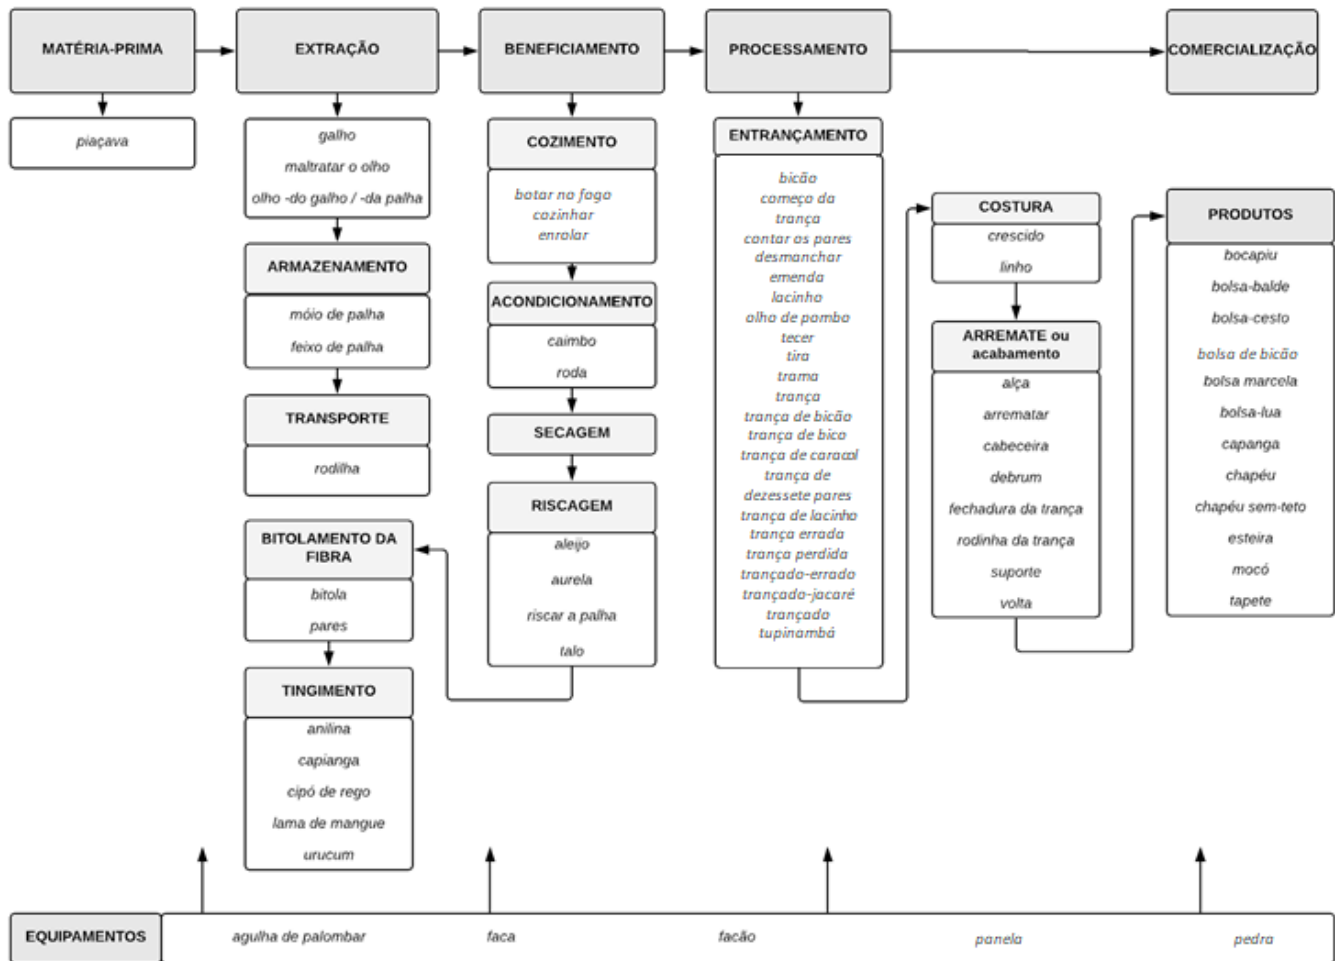 MATÉRIA-PRIMA
EXTRAÇÃO
BENEFICIAMENTO
PROCESSAMENTO
COMERCIALIZAÇÃO
piaçava
galho
maltratar o olho
olho -do galho / -da palha
ARMAZENAMENTO
móio de palha
feixo de palha
TRANSPORTE
rodilha
COZIMENTO
botar no fogo
cozinhar
enrolar
ACONDICIONAMENTO
caimbo
roda
SECAGEM
RISCAGEM
aleijo
aurela
riscar a palha
talo
BITOLAMENTO DA
FIBRA
bitola
pares
TINGIMENTO
anilina
capianga
cipó de rego
lama de mangue
urucum
ENTRANÇAMENTO
bicão
começo da
trança
contar os pares
desmanchar
emenda
lacinho
olho de pombo
tecer
tira
trama
trança
trança de bicão
trança de bico
trança de caracol
trança de
dezessete pares
trança de lacinho
trança errada
trança perdida
trançado-errado
trançado-jacaré
trançado
tupinambá
COSTURA
crescido
linho
ARREMATE ou
acabamento
alça
arrematar
cabeceira
debrum
fechadura da trança
rodinha da trança
suporte
volta
PRODUTOS
bocapiu
bolsa-balde
bolsa-cesto
bolsa de bicão
bolsa marcela
bolsa-lua
capanga
chapéu
chapéu sem-teto
esteira
mocó
tapete
EQUIPAMENTOS
agulha de palombar
faca
facão
panela
pedra